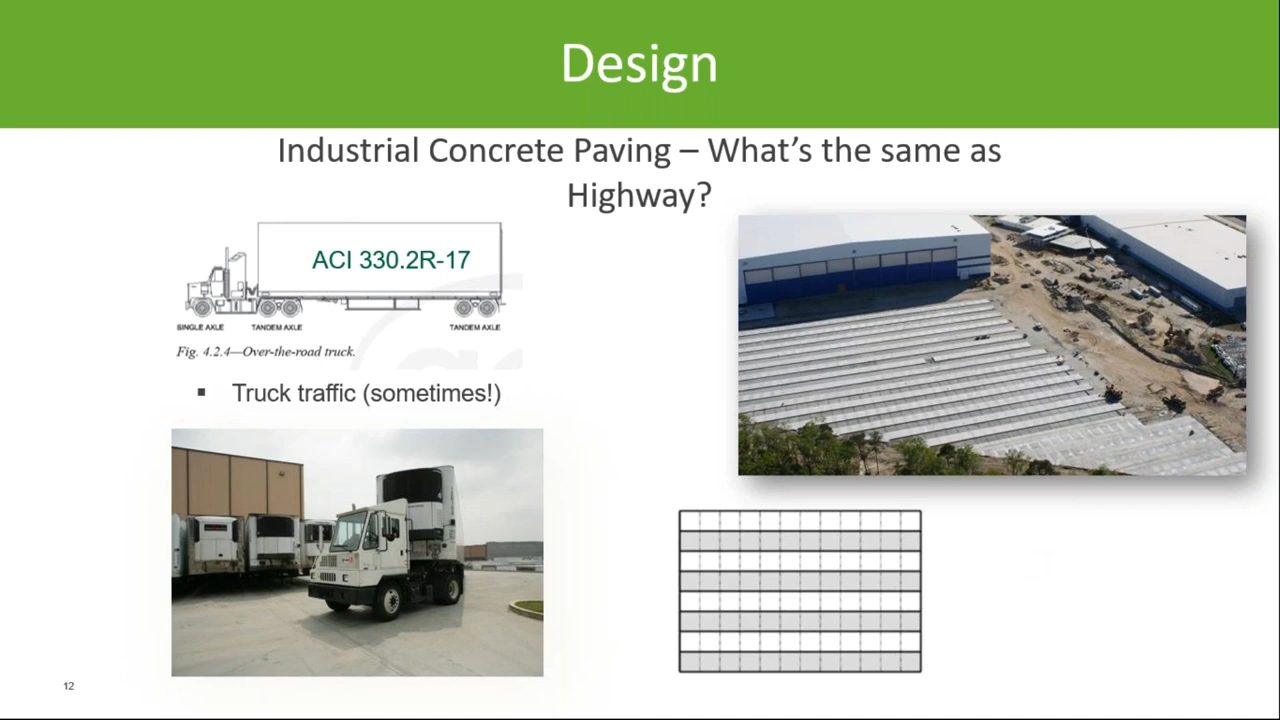 Design
Industrial Concrete Paving – What's the same as
Highway?
ACI 330.2R-17
SINGLE AXLE TANDEM AXLE TANDEM AXLE
Fig. 4.2.4—Over-the-road truck.
▪ Truck traffic (sometimes!)
12